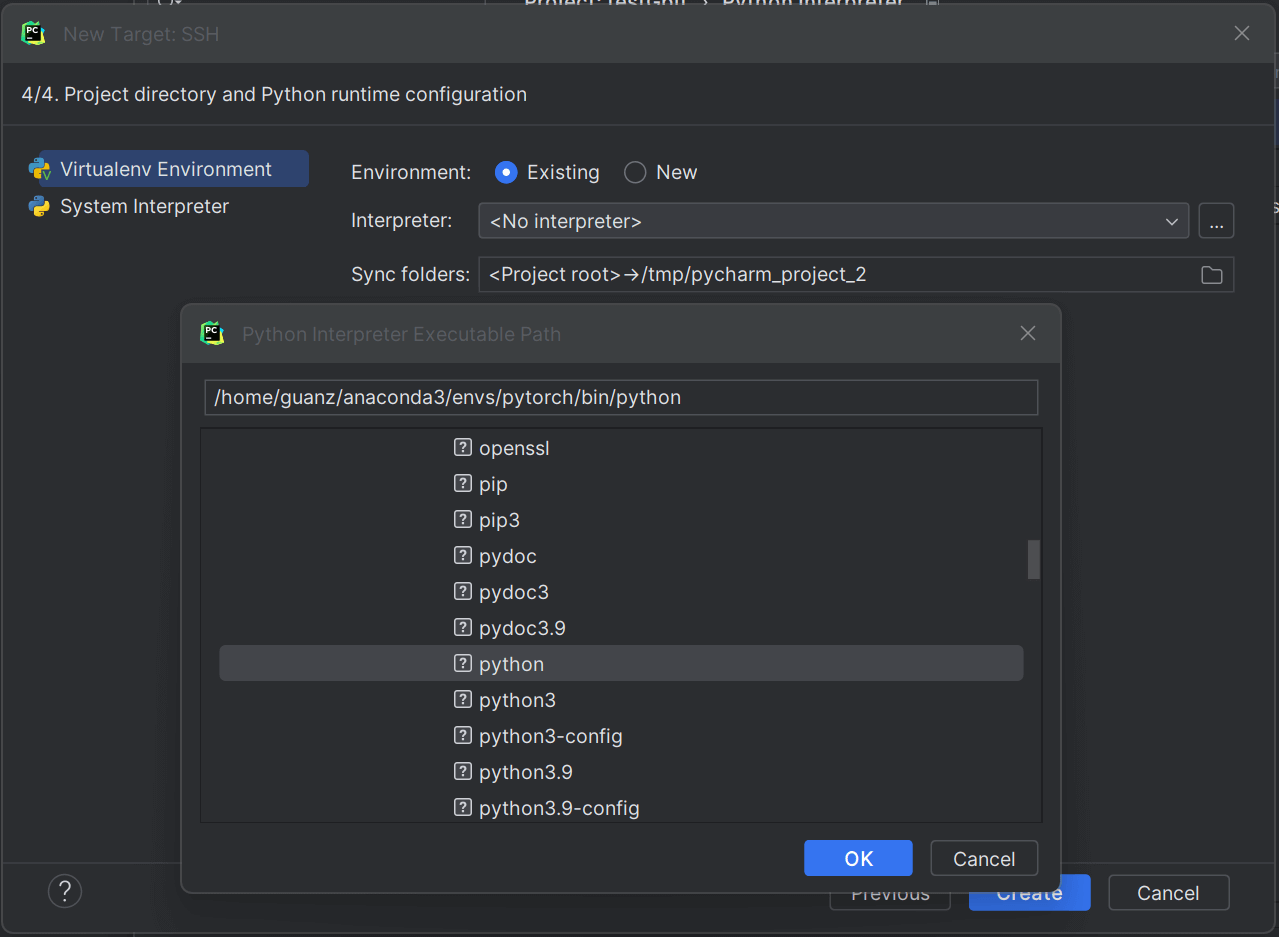 New Target: SSH
4/4. Project directory and Python runtime configuration
Virtualenv Environment
System Interpreter
Environment: Existing New
Interpreter: <No interpreter> ...
Sync folders: <Project root>→/tmp/pycharm_project_2
PC
Python Interpreter Executable Path
/home/guanz/anaconda3/envs/pytorch/bin/python
openssl
pip
pip3
pydoc
pydoc3
pydoc3.9
python
python3
python3-config
python3.9
python3.9-config
OK Cancel
? Previous Create Cancel